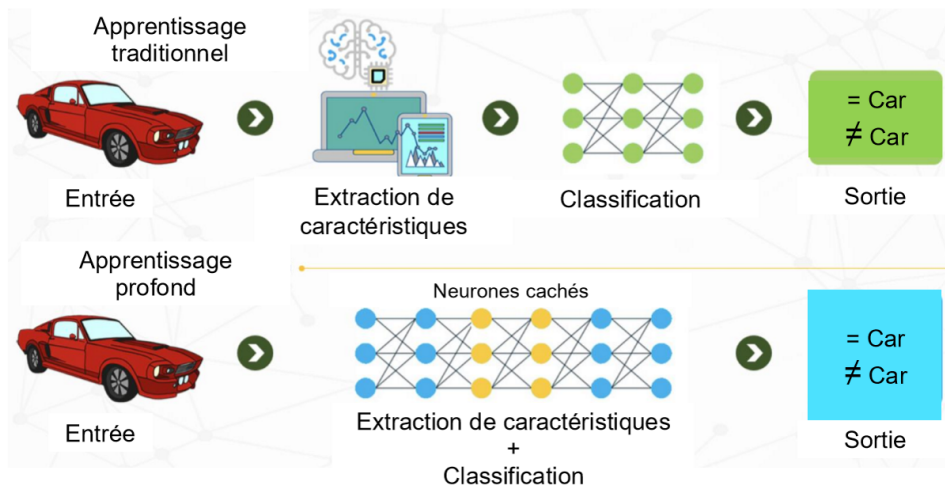 Apprentissage
traditionnel
Entrée
Extraction de
caractéristiques
Classification
= Car
≠ Car
Sortie
Apprentissage
profond
Entrée
Neurones cachés
Extraction de caractéristiques
+
Classification
= Car
≠ Car
Sortie